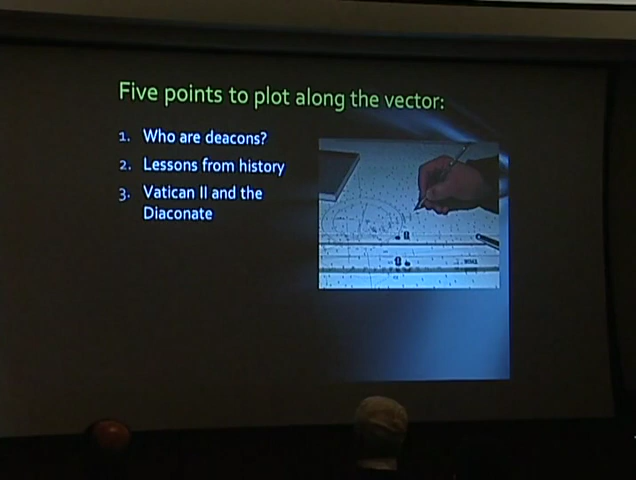 Five points to plot along the vector:
1. Who are deacons?
2. Lessons from history
3. Vatican II and the
Diaconate